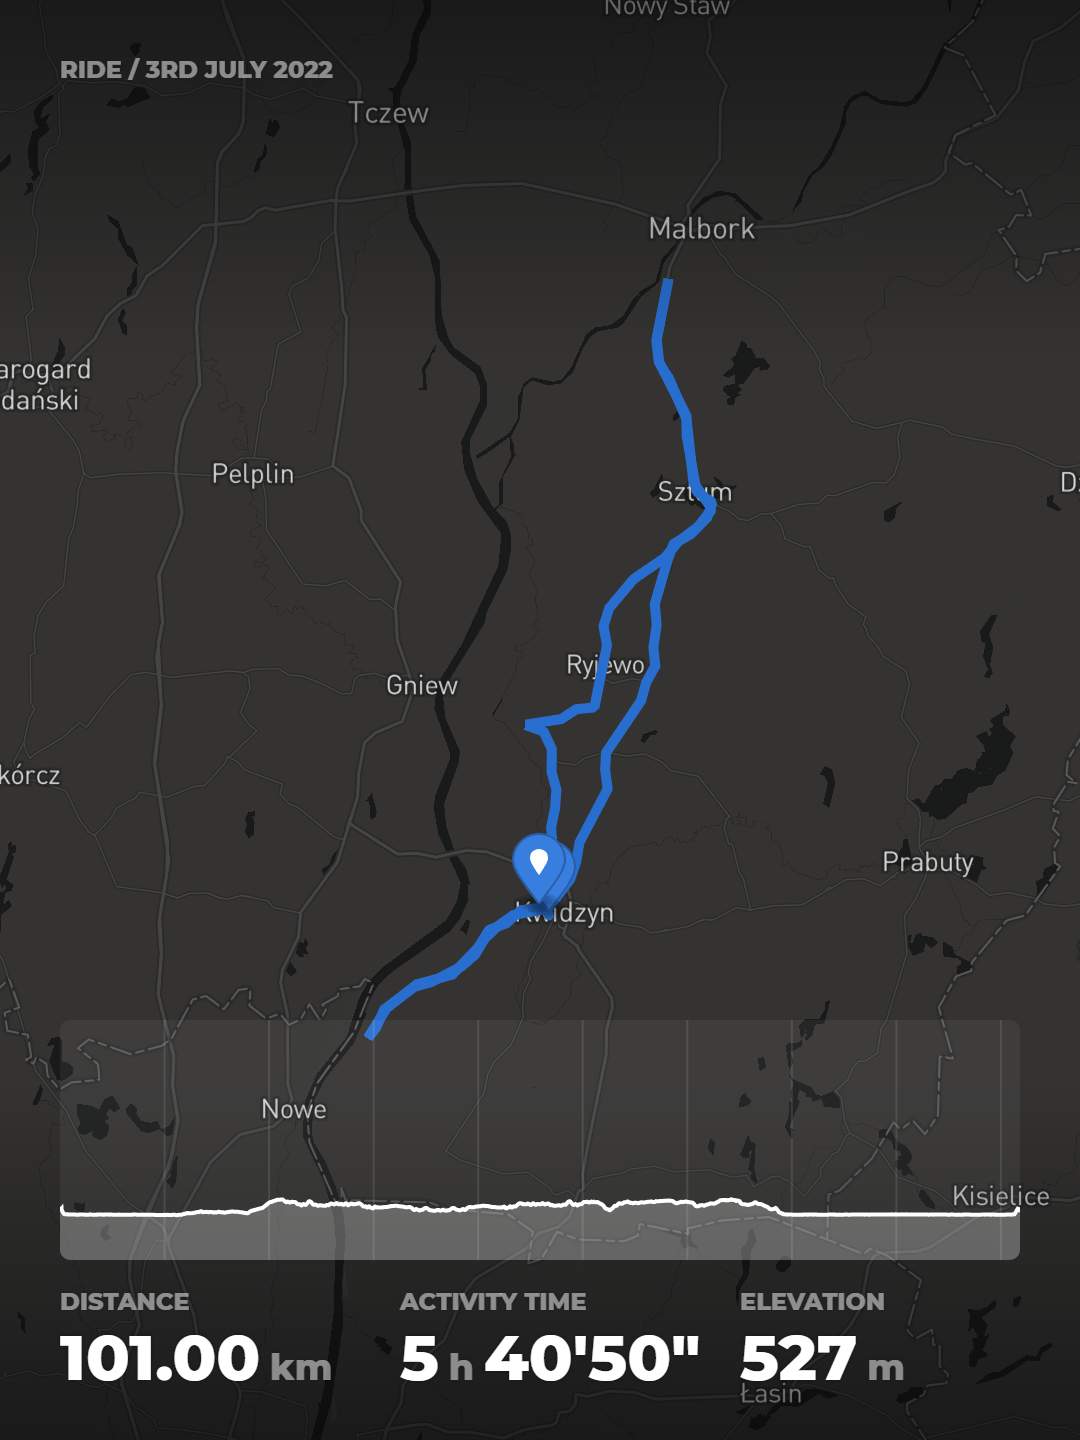 Nowy Staw
RIDE / 3RD JULY 2022
Tczew
Malbork
arogard
dański
Pelplin
Sztum
Ryjewo
Gniew
kórcz
Prabuty
Kwidzyn
Nowe
Kisielice
DISTANCE
ACTIVITY TIME
ELEVATION
101.00 km
5 h 40'50"
527 m
Łasin